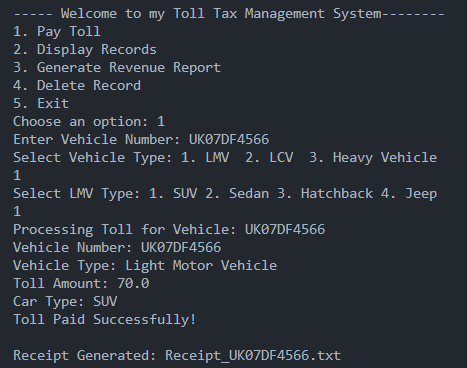 ----- Welcome to my Toll Tax Management System--------
1. Pay Toll
2. Display Records
3. Generate Revenue Report
4. Delete Record
5. Exit
Choose an option: 1
Enter Vehicle Number: UK07DF4566
Select Vehicle Type: 1. LMV  2. LCV  3. Heavy Vehicle
1
Select LMV Type: 1. SUV 2. Sedan 3. Hatchback 4. Jeep
1
Processing Toll for Vehicle: UK07DF4566
Vehicle Number: UK07DF4566
Vehicle Type: Light Motor Vehicle
Toll Amount: 70.0
Car Type: SUV
Toll Paid Successfully!
Receipt Generated: Receipt_UK07DF4566.txt